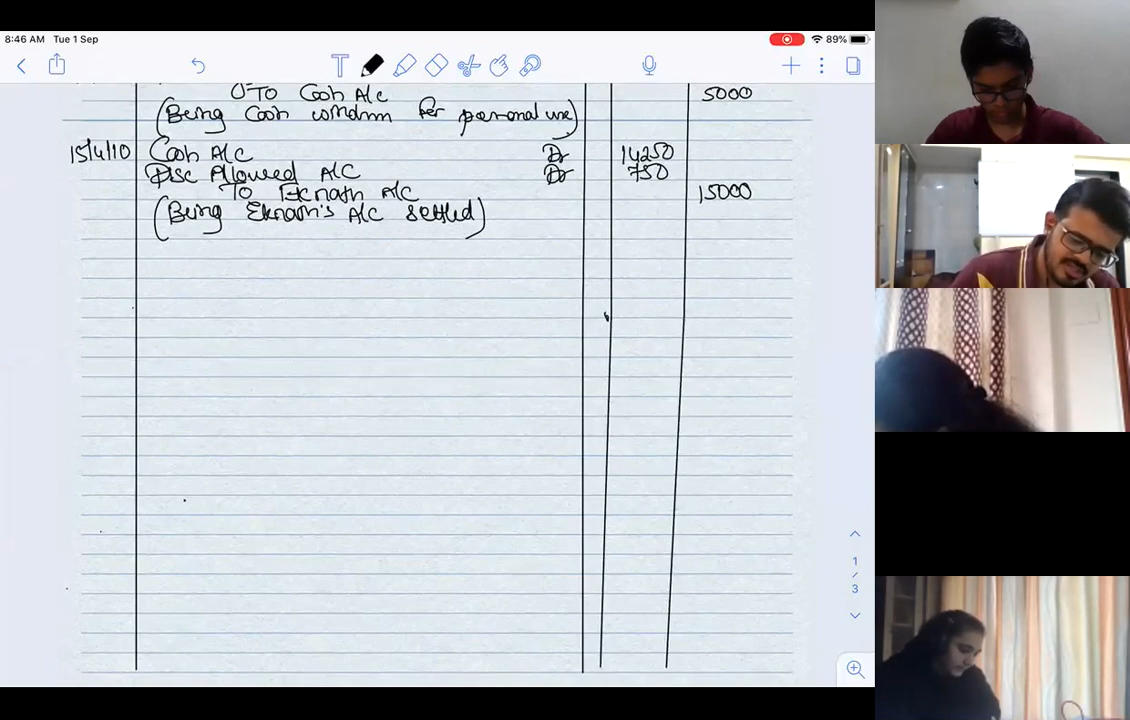 8:46 AM Tue 1 Sep 89%
To Cash A/c 5000
(Being Cash withdrawn for personal use)
15/4/10 Cash A/C Dr 14250
Disc Allowed A/C Dr 750
To Eknath A/C 15000
(Being Eknath's A/C settled)
1
/
3